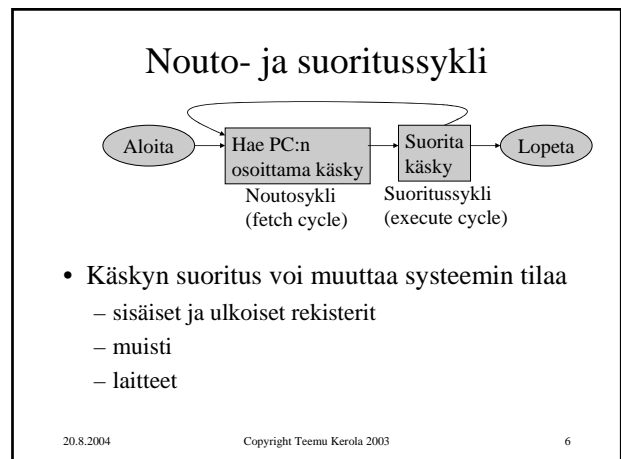 Nouto- ja suoritussykli
Aloita
Hae PC:n
osoittama käsky
Suorita
käsky
Lopeta
Noutosykli
(fetch cycle)
Suoritussykli
(execute cycle)
• Käskyn suoritus voi muuttaa systeemin tilaa
– sisäiset ja ulkoiset rekisterit
– muisti
– laitteet
20.8.2004
Copyright Teemu Kerola 2003
6